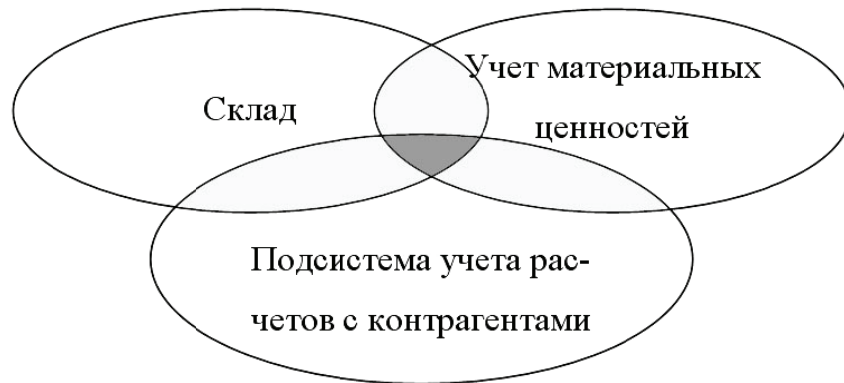 Склад
Учет материальных
ценностей
Подсистема учета рас-
четов с контрагентами